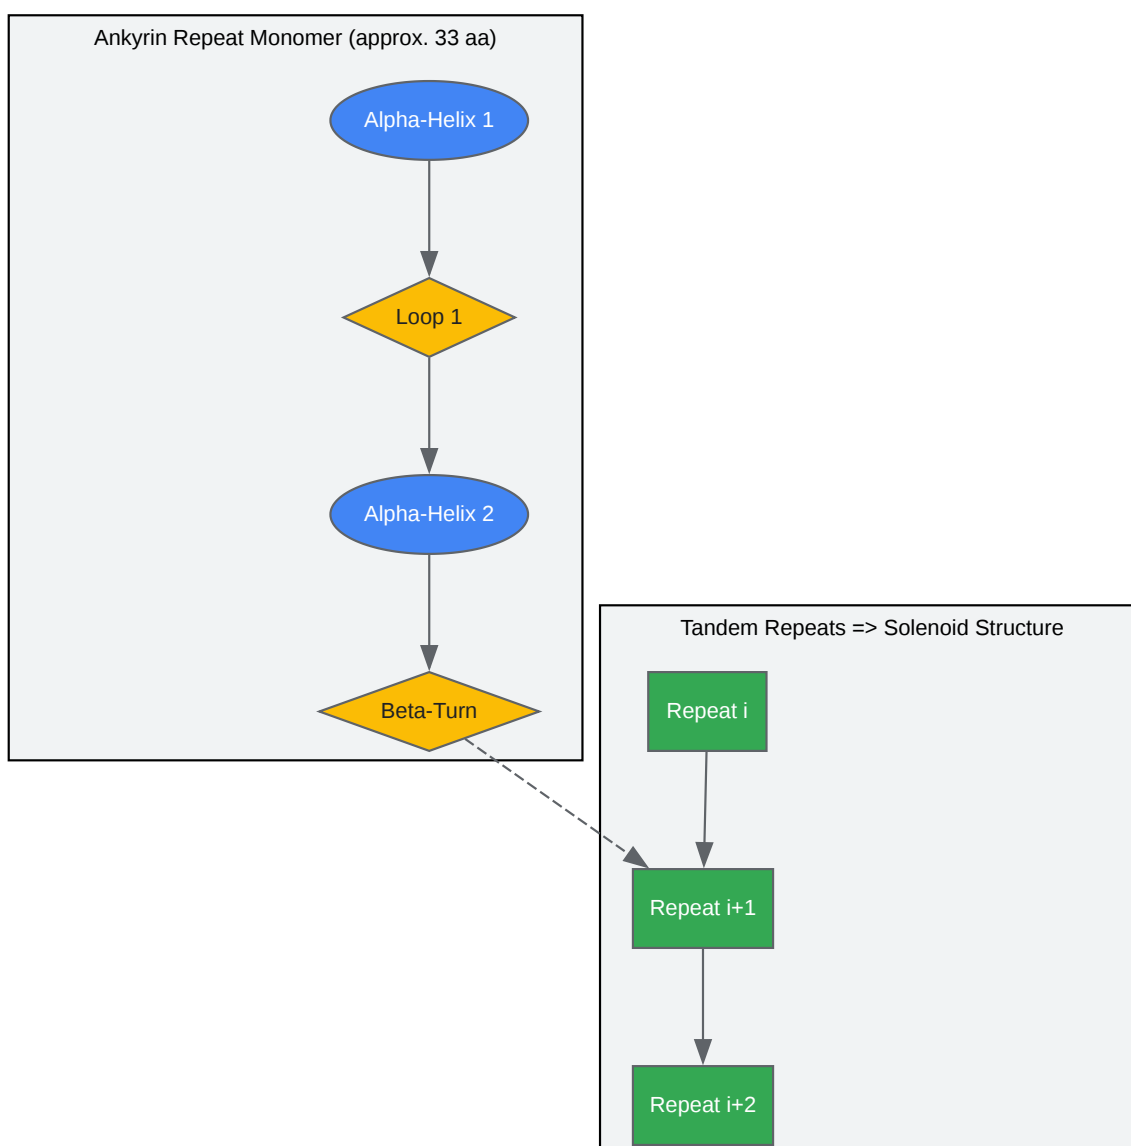 Ankyrin Repeat Monomer (approx. 33 aa)
Alpha-Helix 1
Loop 1
Alpha-Helix 2
Beta-Turn
Tandem Repeats => Solenoid Structure
Repeat i
Repeat i+1
Repeat i+2